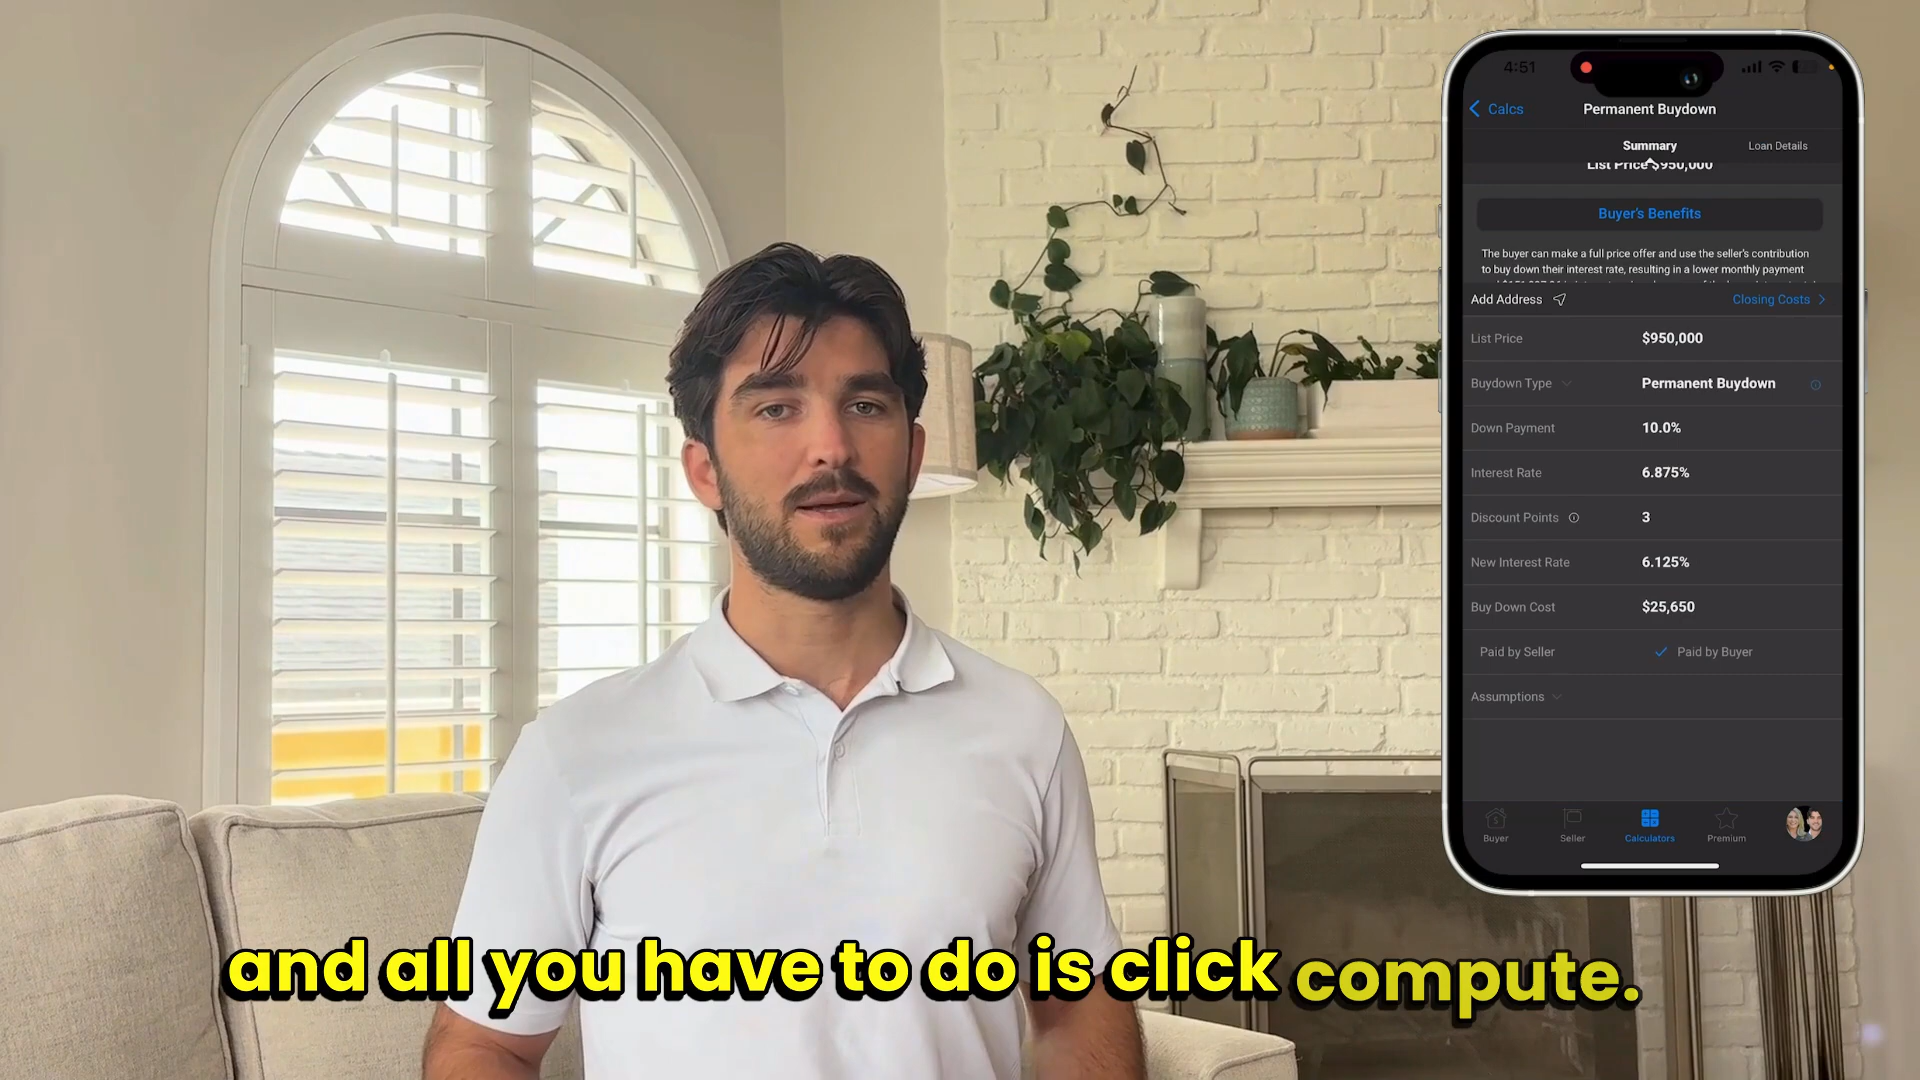 4:51
Calcs
Permanent Buydown
Summary
Loan Details
List Price $950,000
Buyer's Benefits
The buyer can make a full price offer and use the seller's contribution
to buy down their interest rate, resulting in a lower monthly payment
Add Address
Closing Costs
List Price $950,000
Buydown Type Permanent Buydown
Down Payment 10.0%
Interest Rate 6.875%
Discount Points 3
New Interest Rate 6.125%
Buy Down Cost $25,650
Paid by Seller Paid by Buyer
Assumptions
Buyer
Seller
Calculators
Premium
and all you have to do is click compute.